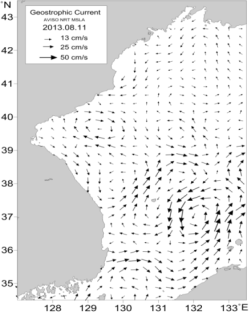 °N
43
42
41
40
39
38
37
36
35
Geostrophic Current
AVISO NRT MSLA
2013.08.11
13 cm/s
25 cm/s
50 cm/s
128 129 130 131 132 133°E